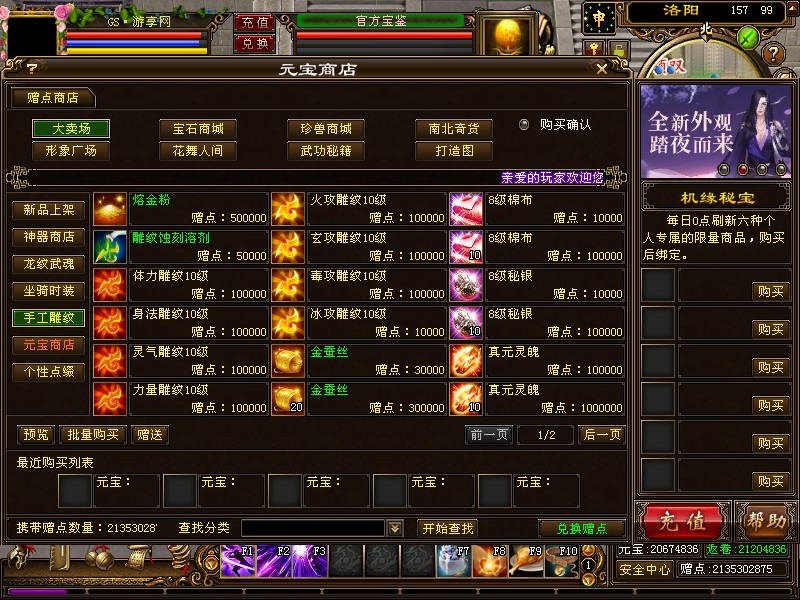 GS·游享网
充值
兑换
官方宝鉴
申
洛阳 157 99
北
元宝商店
?
赠点商店
大卖场 宝石商城 珍兽商城 南北奇货 购买确认
形象广场 花舞人间 武功秘籍 打造图
亲爱的玩家欢迎您
新品上架
神器商店
龙纹武魂
坐骑时装
手工雕纹
元宝商店
个性点缀
熔金粉
赠点：500000
火攻雕纹10级
赠点：100000
8级棉布
赠点：10000
雕纹蚀刻溶剂
赠点：50000
玄攻雕纹10级
赠点：100000
8级棉布
10
赠点：100000
体力雕纹10级
赠点：100000
毒攻雕纹10级
赠点：100000
8级秘银
赠点：10000
身法雕纹10级
赠点：100000
冰攻雕纹10级
赠点：100000
8级秘银
10
赠点：100000
灵气雕纹10级
赠点：100000
金蚕丝
赠点：30000
真元灵魄
赠点：100000
力量雕纹10级
赠点：100000
金蚕丝
20
赠点：300000
真元灵魄
10
赠点：1000000
预览 批量购买 赠送 前一页 1/2 后一页
最近购买列表
元宝： 元宝： 元宝： 元宝： 元宝：
携带赠点数量：21353028 查找分类 开始查找 兑换赠点
全新外观
踏夜而来
机缘秘宝
每日0点刷新六种个
人专属的限量商品，购买
后绑定。
购买
购买
购买
购买
购买
购买
充值 帮助
F1 F2 F3 F7 F8 F9 F10 1
元宝:20674836 返卷:21204836
安全中心 赠点:2135302875